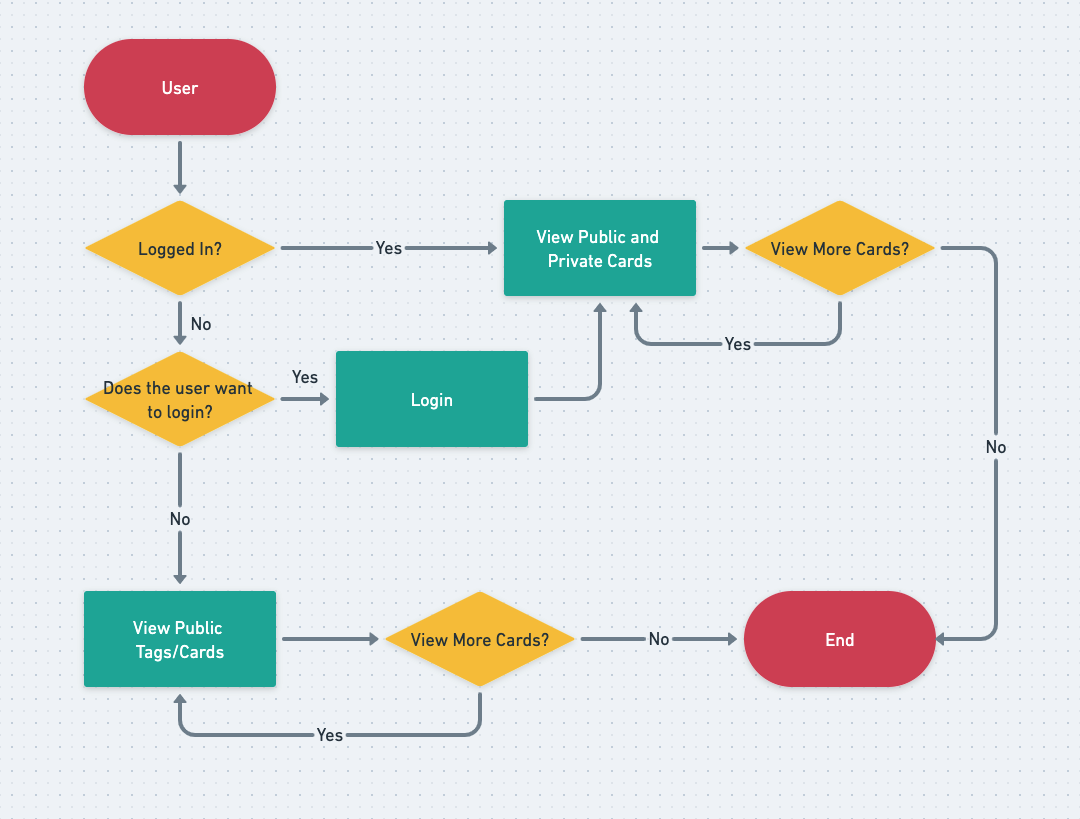 User
Logged In?
Yes
View Public and
Private Cards
View More Cards?
No
Yes
Does the user want
to login?
Yes
Login
No
No
View Public
Tags/Cards
View More Cards?
No
End
Yes